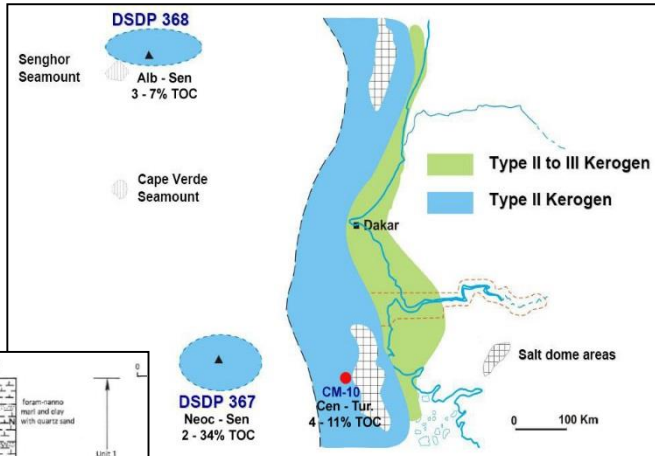 DSDP 368
Senghor
Seamount
Alb - Sen
3 - 7% TOC
Cape Verde
Seamount
Type II to III Kerogen
Type II Kerogen
Dakar
Salt dome areas
DSDP 367
Neoc - Sen
2 - 34% TOC
CM-10
Cen - Tur.
4 - 11% TOC
0 100 Km
foram-nanno
marl and clay
with quartz sand
Unit 1
0